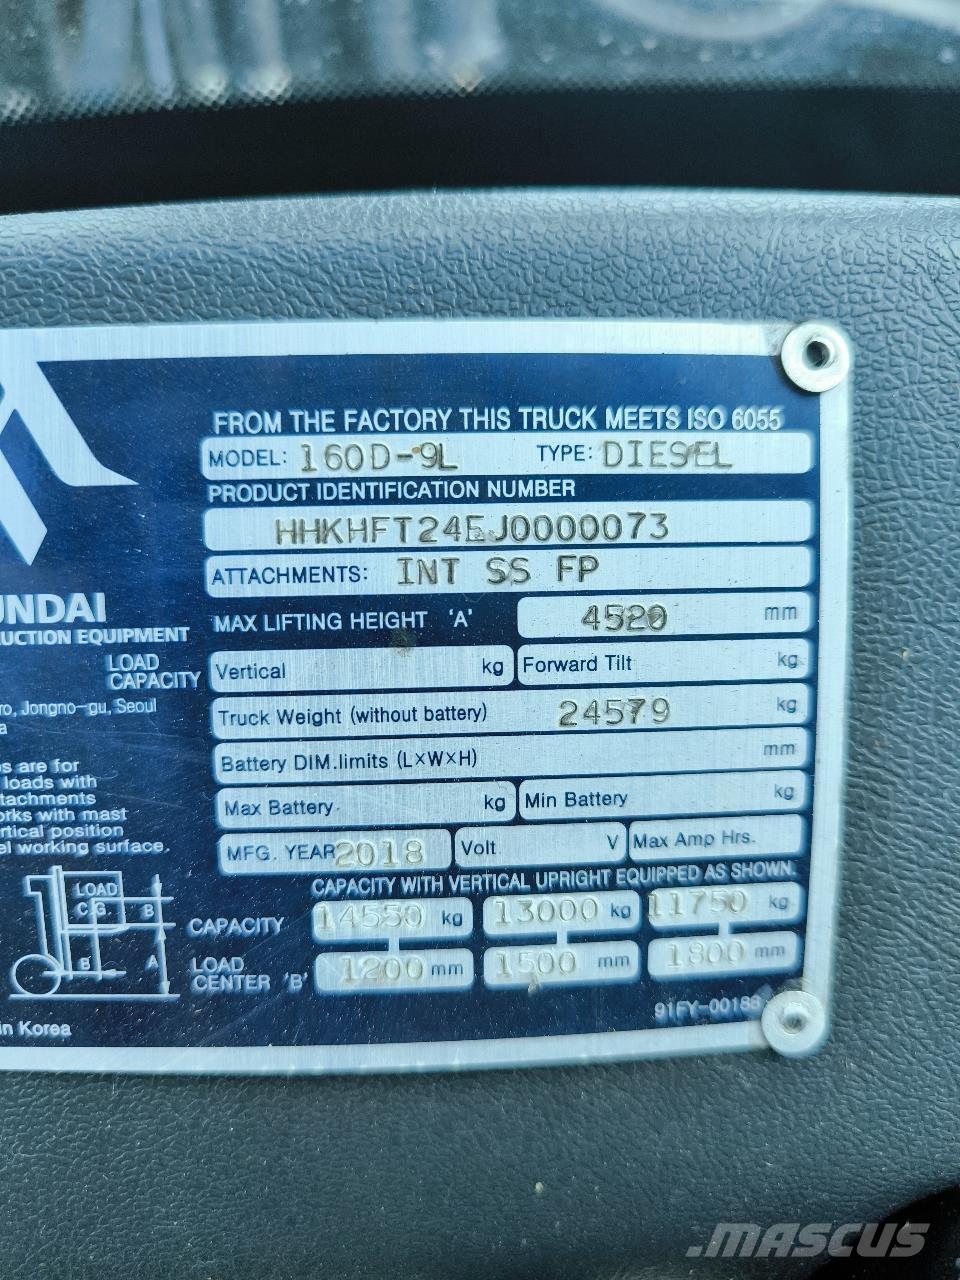 FROM THE FACTORY THIS TRUCK MEETS ISO 6055
MODEL: 160D-9L TYPE: DIESEL
PRODUCT IDENTIFICATION NUMBER
HHKHFT24EJ0000073
ATTACHMENTS: INT SS FP
UNDAI
RUCTION EQUIPMENT
MAX LIFTING HEIGHT 'A' 4520 mm
LOAD CAPACITY
Vertical kg Forward Tilt kg
ro, Jongno-gu, Seoul
a
Truck Weight (without battery) 24579 kg
Battery DIM.limits (L×W×H) mm
Max Battery kg Min Battery kg
MFG. YEAR 2018 Volt V Max Amp Hrs.
s are for
loads with
tachments
orks with mast
rtical position
el working surface.
CAPACITY WITH VERTICAL UPRIGHT EQUIPPED AS SHOWN.
LOAD
C.G. B
B A
CAPACITY 14550 kg 13000 kg 11750 kg
LOAD CENTER 'B' 1200 mm 1500 mm 1800 mm
91FY-00188
in Korea
MASCUS